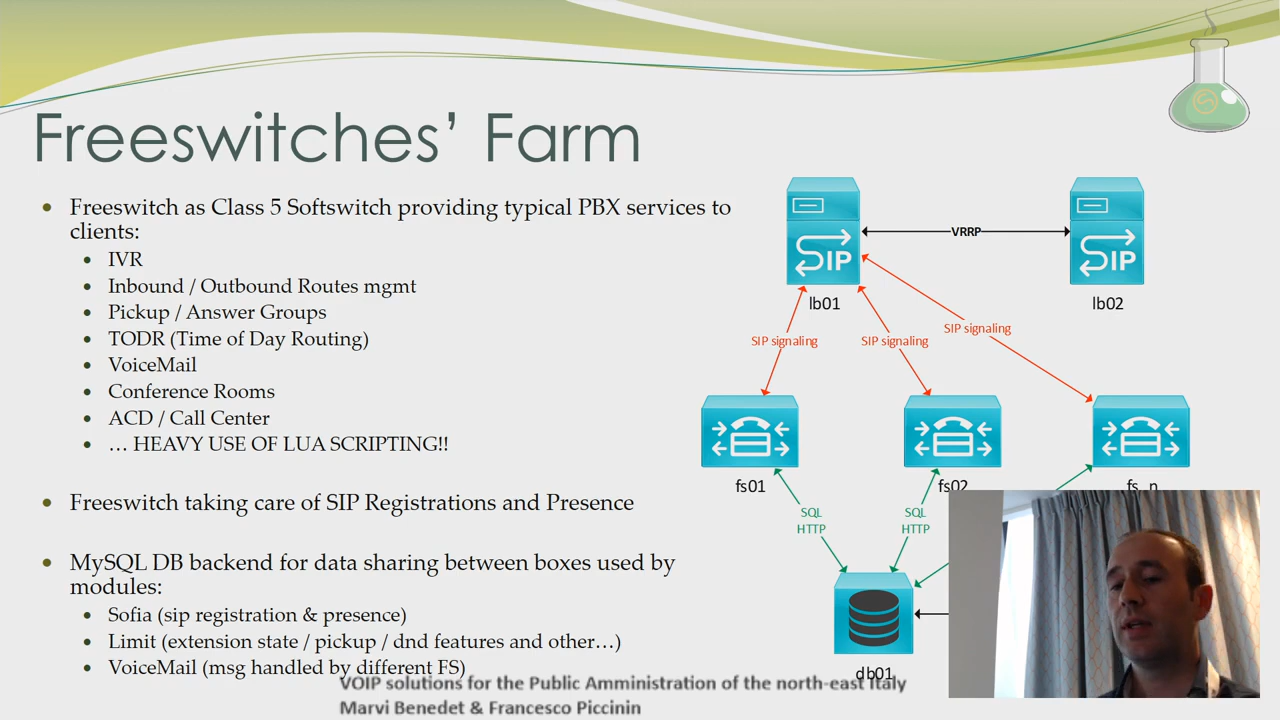 Freeswitches’ Farm
• Freeswitch as Class 5 Softswitch providing typical PBX services to
clients:
• IVR
• Inbound / Outbound Routes mgmt
• Pickup / Answer Groups
• TODR (Time of Day Routing)
• VoiceMail
• Conference Rooms
• ACD / Call Center
• … HEAVY USE OF LUA SCRIPTING!!
• Freeswitch taking care of SIP Registrations and Presence
• MySQL DB backend for data sharing between boxes used by
modules:
• Sofia (sip registration & presence)
• Limit (extension state / pickup / dnd features and other…)
• VoiceMail (msg handled by different FS)
SIP
VRRP
SIP
lb01
lb02
SIP signaling
SIP signaling
SIP signaling
fs01
fs02
fs_n
SQL
HTTP
SQL
HTTP
db01
VOIP solutions for the Public Amministration of the north-east Italy
Marvi Benedet & Francesco Piccinin